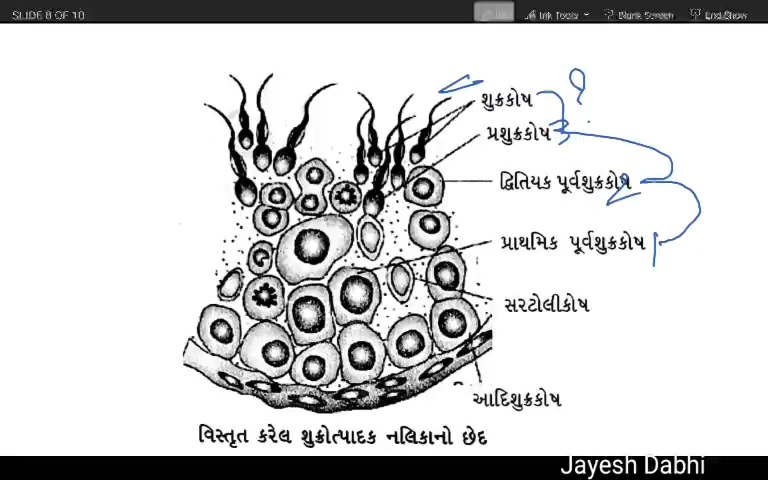 SLIDE 8 OF 10
Ink Tools
Blank Screen
End Show
શુક્રકોષ
પ્રશુક્રકોષ
દ્વિતિયક પૂર્વશુક્રકોષ
પ્રાથમિક પૂર્વશુક્રકોષ
સરટોલીકોષ
આદિશુક્રકોષ
વિસ્તૃત કરેલ શુક્રોત્પાદક નલિકાનો છેદ
Jayesh Dabhi